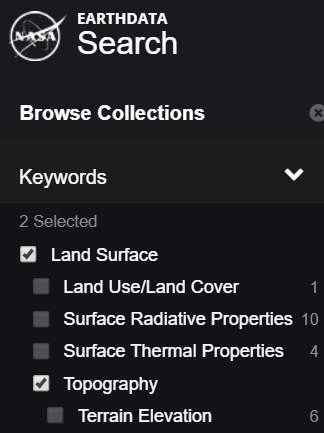 NASA
EARTHDATA
Search
Browse Collections
Keywords
2 Selected
Land Surface
Land Use/Land Cover 1
Surface Radiative Properties 10
Surface Thermal Properties 4
Topography
Terrain Elevation 6